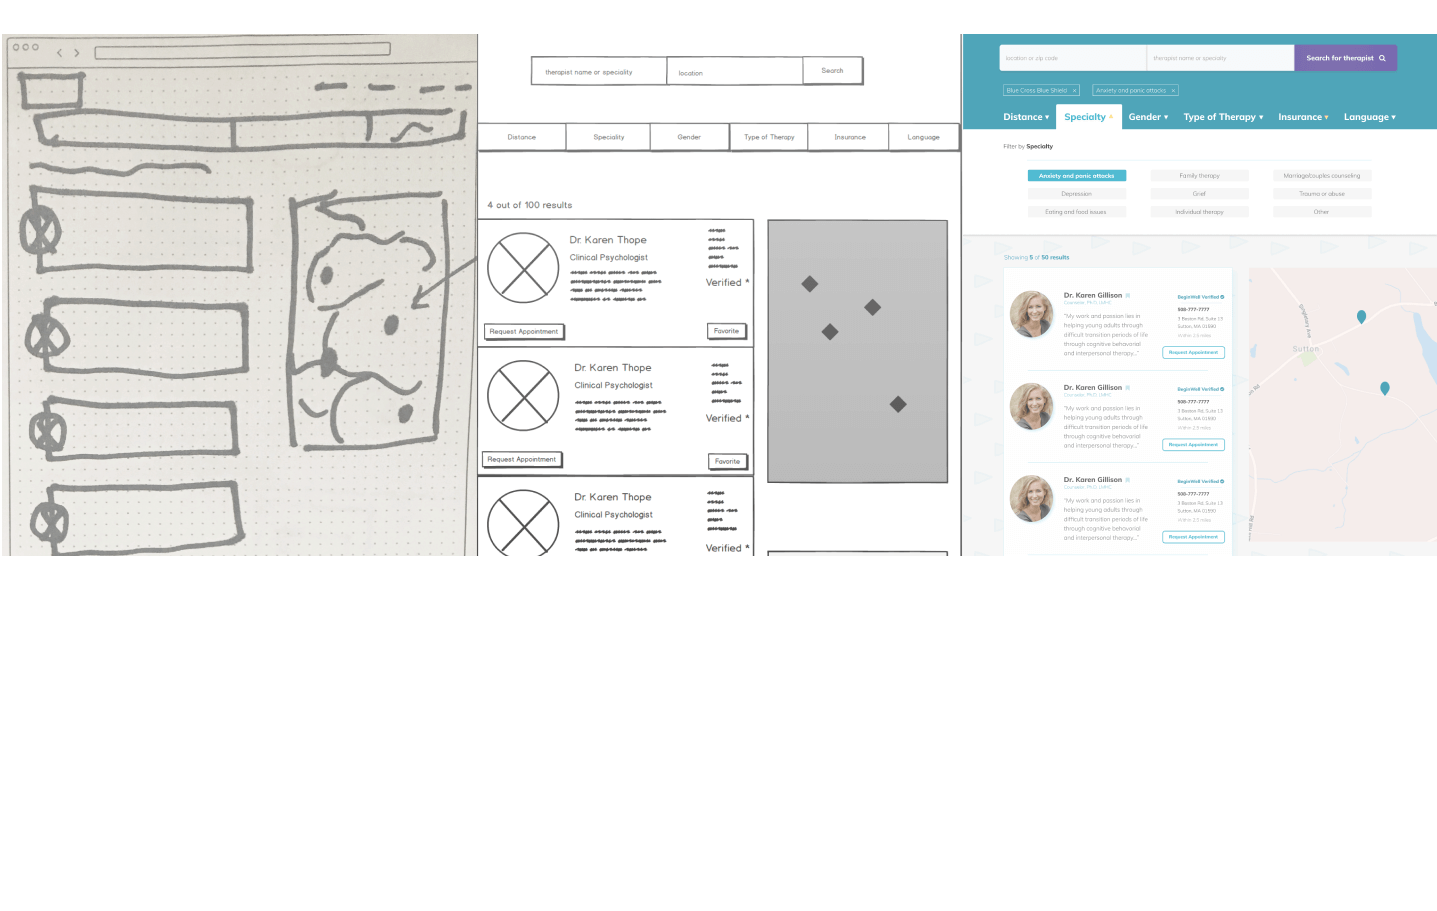 therapist name or speciality
location
Search
Distance
Speciality
Gender
Type of Therapy
Insurance
Language
4 out of 100 results
Dr. Karen Thope
Clinical Psychologist
Verified *
Request Appointment
Favorite
Dr. Karen Thope
Clinical Psychologist
Verified *
Request Appointment
Favorite
Dr. Karen Thope
Clinical Psychologist
Verified *
location or zip code
therapist name or specialty
Search for therapist
Blue Cross Blue Shield ×
Anxiety and panic attacks ×
Distance ▾
Specialty
Gender ▾
Type of Therapy ▾
Insurance ▾
Language ▾
Filter by Specialty
Anxiety and panic attacks
Family therapy
Marriage/couples counseling
Depression
Grief
Trauma or abuse
Eating and food issues
Individual therapy
Other
Showing 5 of 50 results
Dr. Karen Gillison
Counselor, PhD, LMHC
"My work and passion lies in
helping young adults through
difficult transition periods of life
through cognitive behavorial
and interpersonal therapy..."
BeginWell Verified
508-777-7777
3 Boston Rd, Suite 13
Sutton, MA 01590
Within 2.5 miles
Request Appointment
Dr. Karen Gillison
Counselor, PhD, LMHC
"My work and passion lies in
helping young adults through
difficult transition periods of life
through cognitive behavorial
and interpersonal therapy..."
BeginWell Verified
508-777-7777
3 Boston Rd, Suite 13
Sutton, MA 01590
Within 2.5 miles
Request Appointment
Dr. Karen Gillison
Counselor, PhD, LMHC
"My work and passion lies in
helping young adults through
difficult transition periods of life
through cognitive behavorial
and interpersonal therapy..."
BeginWell Verified
508-777-7777
3 Boston Rd, Suite 13
Sutton, MA 01590
Within 2.5 miles
Request Appointment
Singletary Ave
Sutton